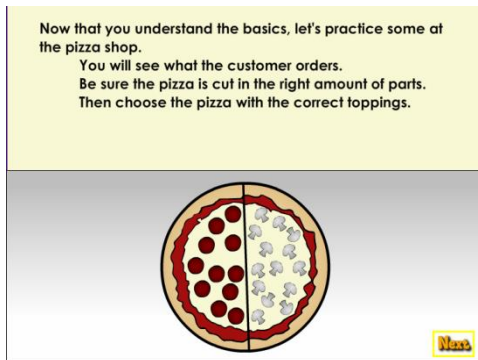 Now that you understand the basics, let's practice some at
the pizza shop.
You will see what the customer orders.
Be sure the pizza is cut in the right amount of parts.
Then choose the pizza with the correct toppings.
Next